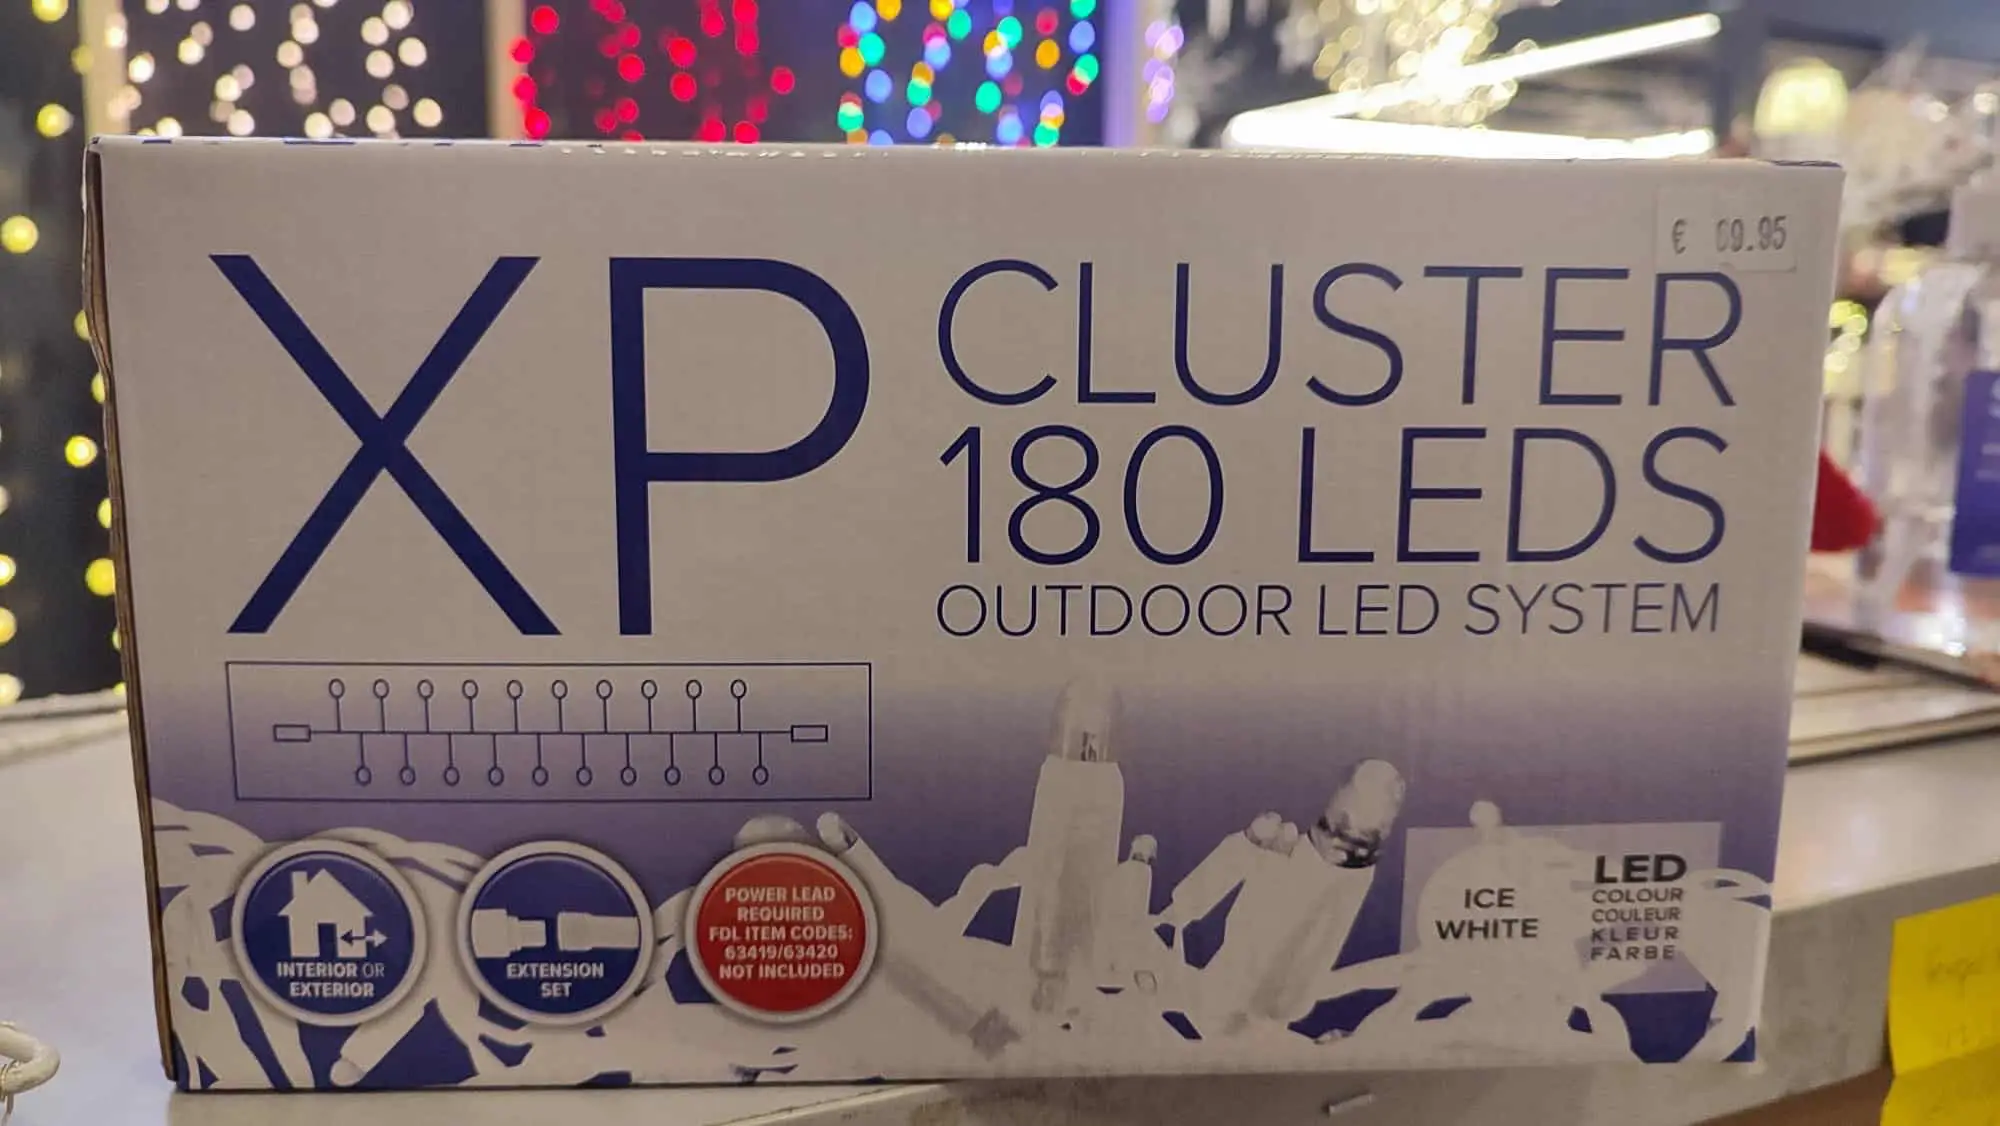 € 69.95
XP
CLUSTER
180 LEDS
OUTDOOR LED SYSTEM
INTERIOR OR
EXTERIOR
EXTENSION
SET
POWER LEAD
REQUIRED
FDL ITEM CODES:
63419/63420
NOT INCLUDED
ICE
WHITE
LED
COLOUR
COULEUR
KLEUR
FARBE